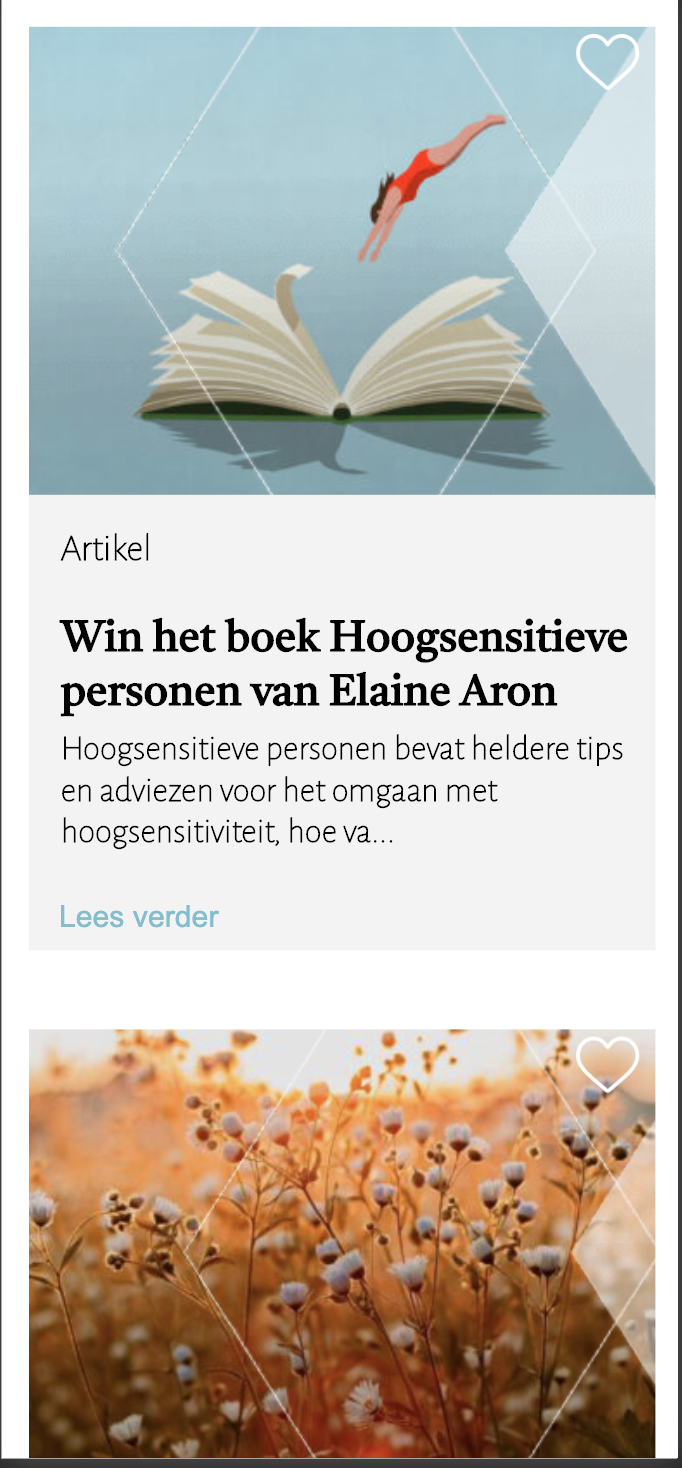 Artikel
Win het boek Hoogsensitieve
personen van Elaine Aron
Hoogsensitieve personen bevat heldere tips
en adviezen voor het omgaan met
hoogsensitiviteit, hoe va...
Lees verder